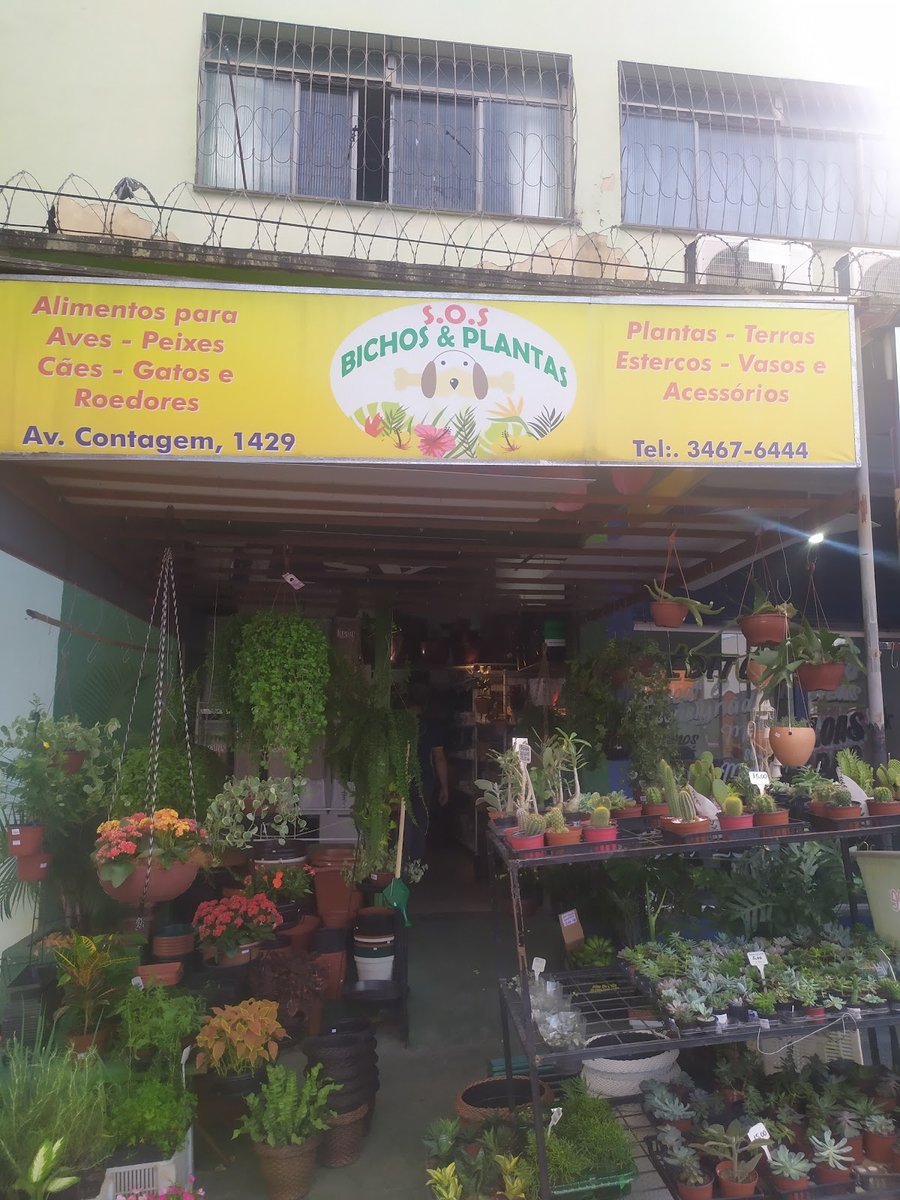 Alimentos para
Aves - Peixes
Cães - Gatos e
Roedores
Av. Contagem, 1429
S.O.S
BICHOS & PLANTAS
Plantas - Terras
Estercos - Vasos e
Acessórios
Tel:. 3467-6444